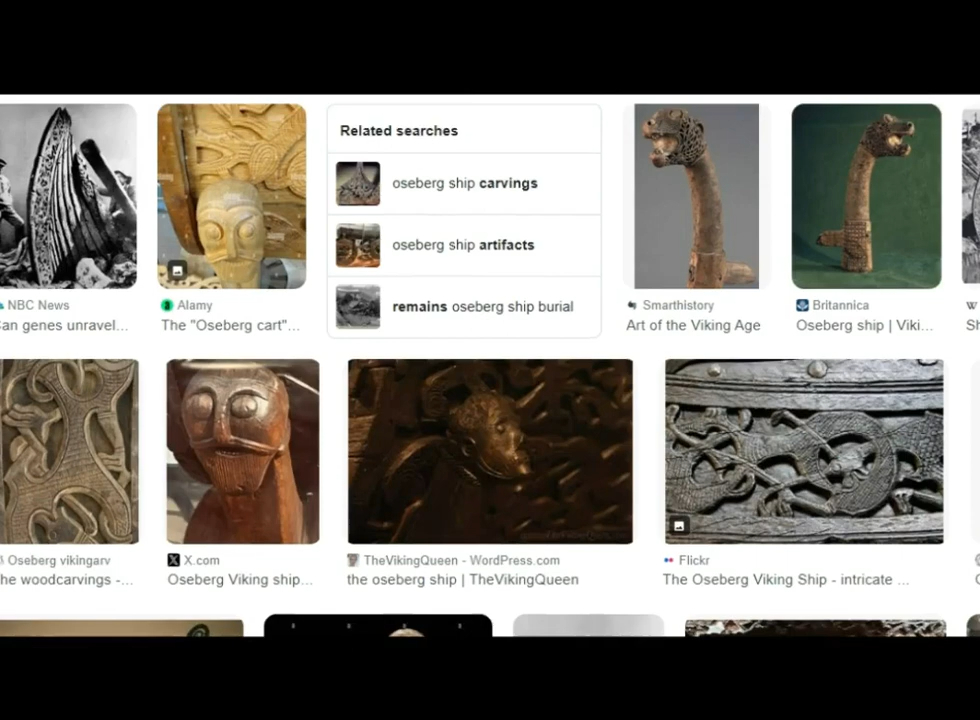 Related searches
oseberg ship carvings
oseberg ship artifacts
remains oseberg ship burial
NBC News
Alamy
Smarthistory
Britannica
an genes unravel...
The "Oseberg cart"...
Art of the Viking Age
Oseberg ship | Viki...
Oseberg vikingarv
X.com
TheVikingQueen - WordPress.com
Flickr
he woodcarvings -...
Oseberg Viking ship...
the oseberg ship | TheVikingQueen
The Oseberg Viking Ship - intricate ...